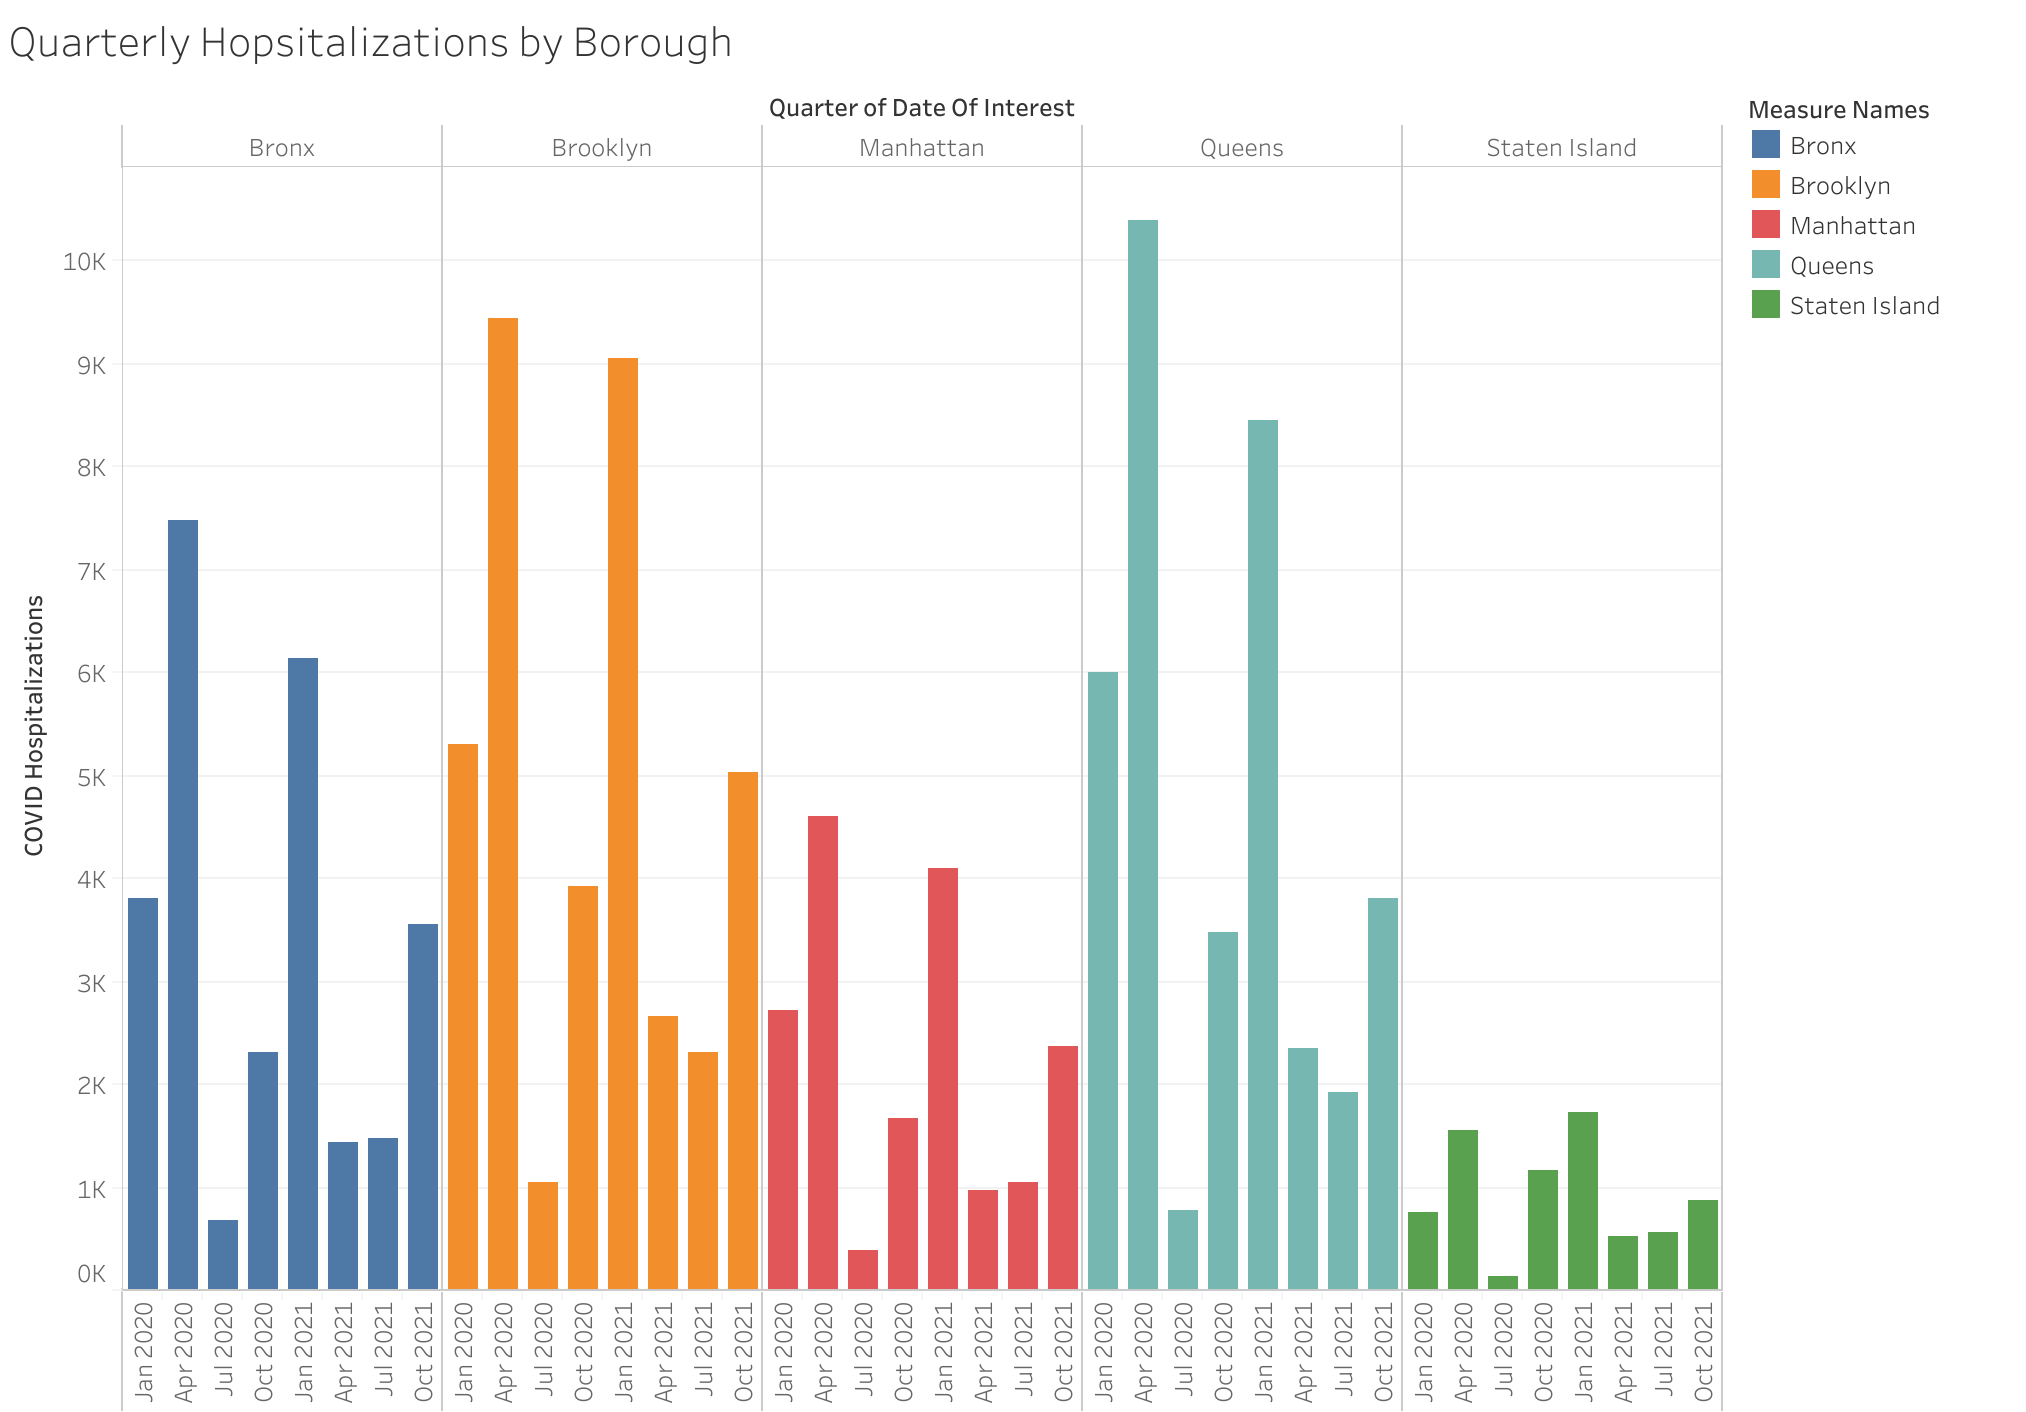 Quarterly Hopsitalizations by Borough
Quarter of Date Of Interest
Bronx Brooklyn Manhattan Queens Staten Island
Measure Names
Bronx
Brooklyn
Manhattan
Queens
Staten Island
COVID Hospitalizations
10K
9K
8K
7K
6K
5K
4K
3K
2K
1K
0K
Jan 2020 Apr 2020 Jul 2020 Oct 2020 Jan 2021 Apr 2021 Jul 2021 Oct 2021 Jan 2020 Apr 2020 Jul 2020 Oct 2020 Jan 2021 Apr 2021 Jul 2021 Oct 2021 Jan 2020 Apr 2020 Jul 2020 Oct 2020 Jan 2021 Apr 2021 Jul 2021 Oct 2021 Jan 2020 Apr 2020 Jul 2020 Oct 2020 Jan 2021 Apr 2021 Jul 2021 Oct 2021 Jan 2020 Apr 2020 Jul 2020 Oct 2020 Jan 2021 Apr 2021 Jul 2021 Oct 2021